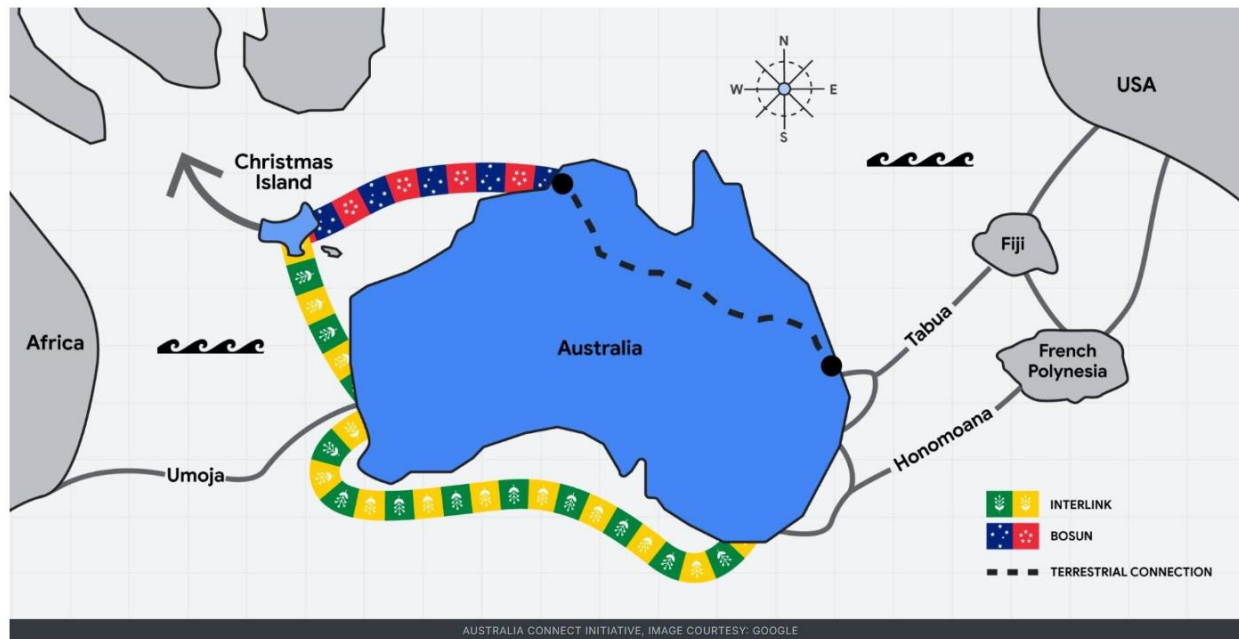 N
W
E
S
USA
Christmas
Island
Fiji
Africa
Australia
Tabua
French
Polynesia
Honomoana
Umoja
INTERLINK
BOSUN
TERRESTRIAL CONNECTION
AUSTRALIA CONNECT INITIATIVE, IMAGE COURTESY: GOOGLE